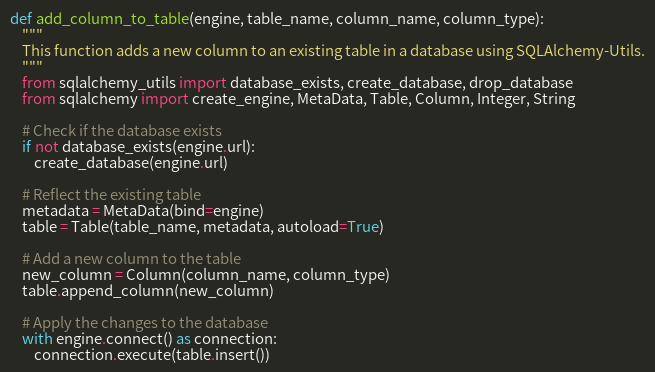 def add_column_to_table(engine, table_name, column_name, column_type):
"""
This function adds a new column to an existing table in a database using SQLAlchemy-Utils.
"""
from sqlalchemy_utils import database_exists, create_database, drop_database
from sqlalchemy import create_engine, MetaData, Table, Column, Integer, String
# Check if the database exists
if not database_exists(engine.url):
create_database(engine.url)
# Reflect the existing table
metadata = MetaData(bind=engine)
table = Table(table_name, metadata, autoload=True)
# Add a new column to the table
new_column = Column(column_name, column_type)
table.append_column(new_column)
# Apply the changes to the database
with engine.connect() as connection:
connection.execute(table.insert())